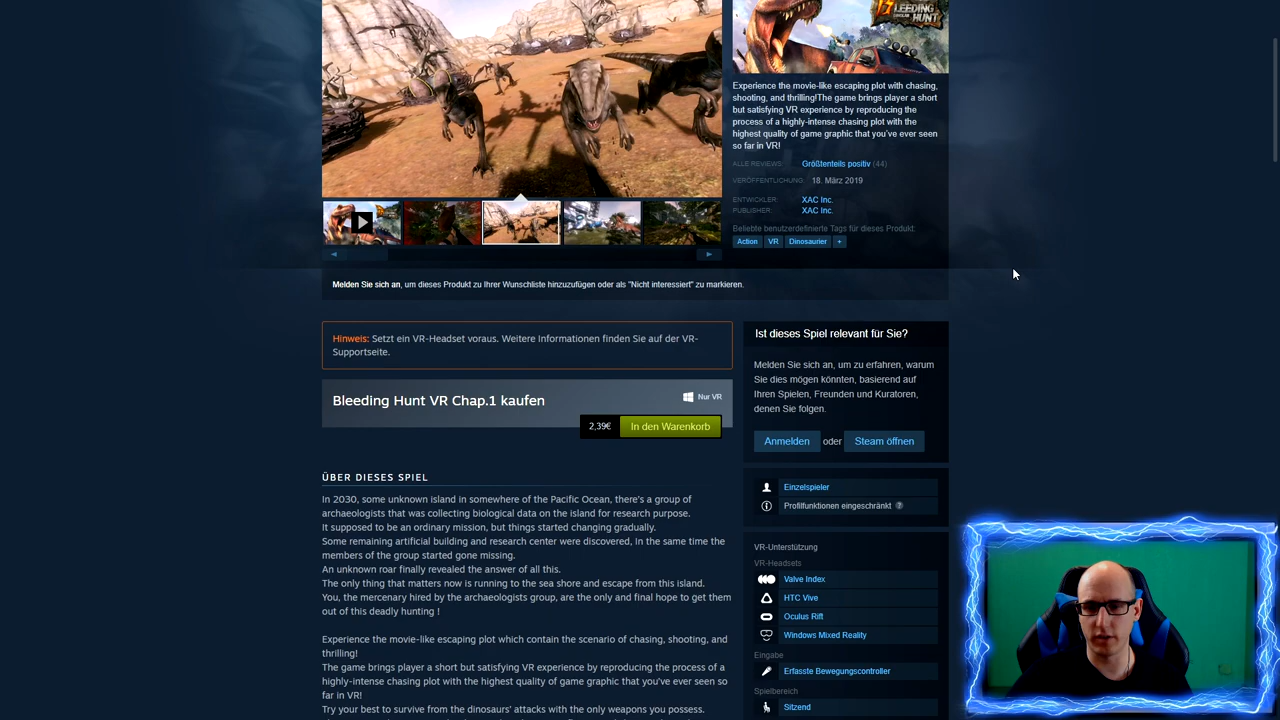 BLEEDING
HUNT
Experience the movie-like escaping plot with chasing,
shooting, and thrilling!The game brings player a short
but satisfying VR experience by reproducing the
process of a highly-intense chasing plot with the
highest quality of game graphic that you've ever seen
so far in VR!
ALLE REVIEWS: Größtenteils positiv (44)
VERÖFFENTLICHUNG: 18. März 2019
ENTWICKLER: XAC Inc.
PUBLISHER: XAC Inc.
Beliebte benutzerdefinierte Tags für dieses Produkt:
Action VR Dinosaurier +
Melden Sie sich an, um dieses Produkt zu Ihrer Wunschliste hinzuzufügen oder als "Nicht interessiert" zu markieren.
Hinweis: Setzt ein VR-Headset voraus. Weitere Informationen finden Sie auf der VR-
Supportseite.
Bleeding Hunt VR Chap.1 kaufen
Nur VR
2,39€ In den Warenkorb
ÜBER DIESES SPIEL
In 2030, some unknown island in somewhere of the Pacific Ocean, there's a group of
archaeologists that was collecting biological data on the island for research purpose.
It supposed to be an ordinary mission, but things started changing gradually.
Some remaining artificial building and research center were discovered, in the same time the
members of the group started gone missing.
An unknown roar finally revealed the answer of all this.
The only thing that matters now is running to the sea shore and escape from this island.
You, the mercenary hired by the archaeologists group, are the only and final hope to get them
out of this deadly hunting !
Experience the movie-like escaping plot which contain the scenario of chasing, shooting, and
thrilling!
The game brings player a short but satisfying VR experience by reproducing the process of a
highly-intense chasing plot with the highest quality of game graphic that you've ever seen so
far in VR!
Try your best to survive from the dinosaurs' attacks with the only weapons you possess.
Ist dieses Spiel relevant für Sie?
Melden Sie sich an, um zu erfahren, warum
Sie dies mögen könnten, basierend auf
Ihren Spielen, Freunden und Kuratoren,
denen Sie folgen.
Anmelden oder Steam öffnen
Einzelspieler
Profilfunktionen eingeschränkt ?
VR-Unterstützung
VR-Headsets
Valve Index
HTC Vive
Oculus Rift
Windows Mixed Reality
Eingabe
Erfasste Bewegungscontroller
Spielbereich
Sitzend